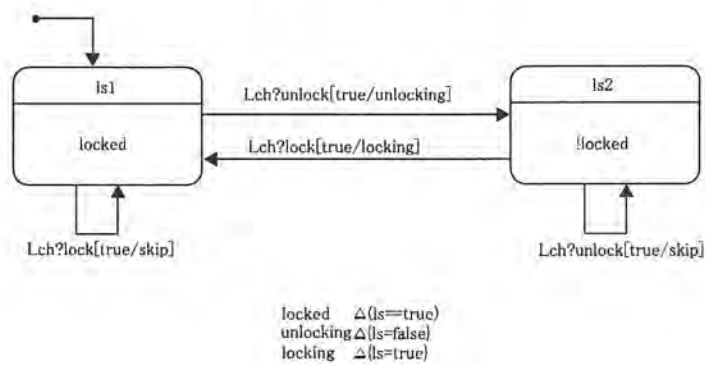 ls1
ls2
Lch?unlock[true/unlocking]
locked
!locked
Lch?lock[true/locking]
Lch?lock[true/skip]
Lch?unlock[true/skip]
locked △(ls==true)
unlocking△(ls=false)
locking △(ls=true)